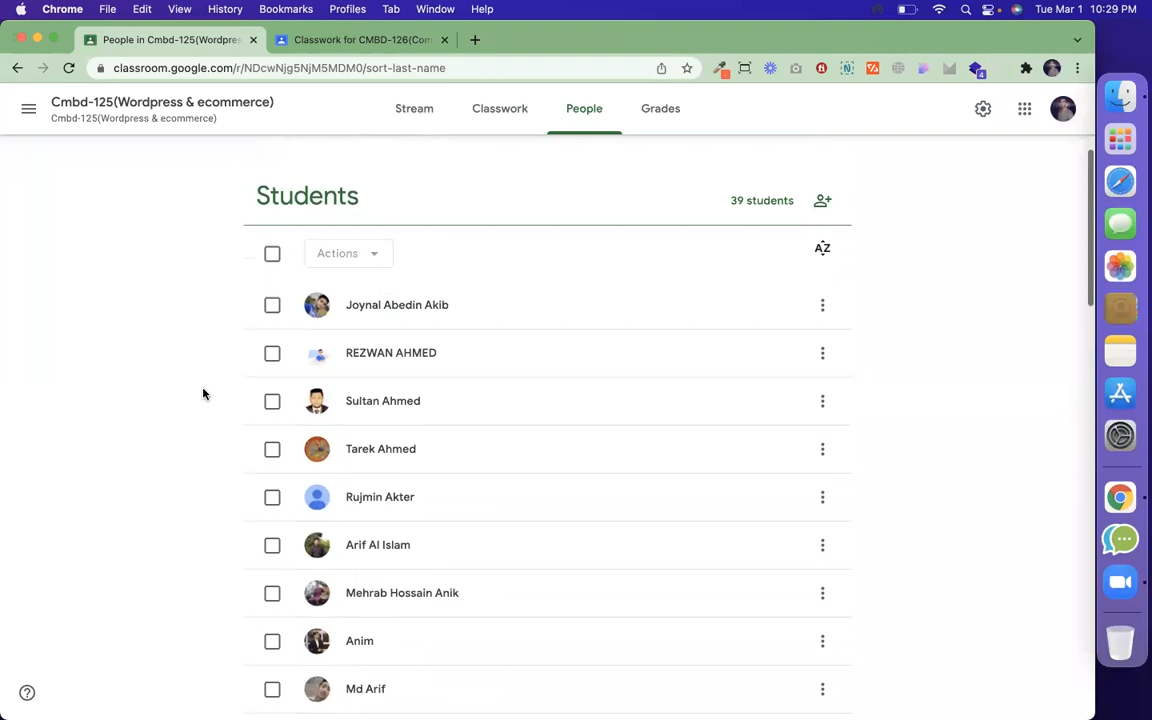 Chrome File Edit View History Bookmarks Profiles Tab Window Help Tue Mar 1 10:29 PM
People in Cmbd-125(Wordpres Classwork for CMBD-126(Com
classroom.google.com/r/NDcwNjg5NjM5MDM0/sort-last-name
4
Cmbd-125(Wordpress & ecommerce)
Cmbd-125(Wordpress & ecommerce)
Stream Classwork People Grades
Students
39 students
Actions
AZ
Joynal Abedin Akib
REZWAN AHMED
Sultan Ahmed
Tarek Ahmed
Rujmin Akter
Arif Al Islam
Mehrab Hossain Anik
Anim
Md Arif